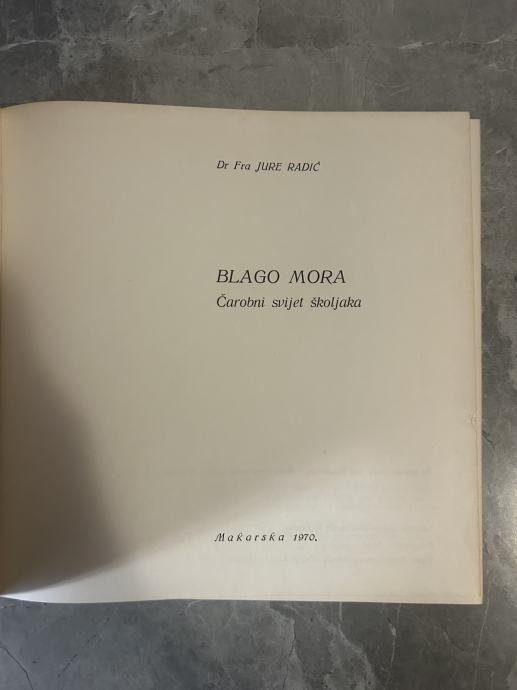 Dr Fra JURE RADIĆ
BLAGO MORA
Čarobni svijet školjaka
Makarska 1970.